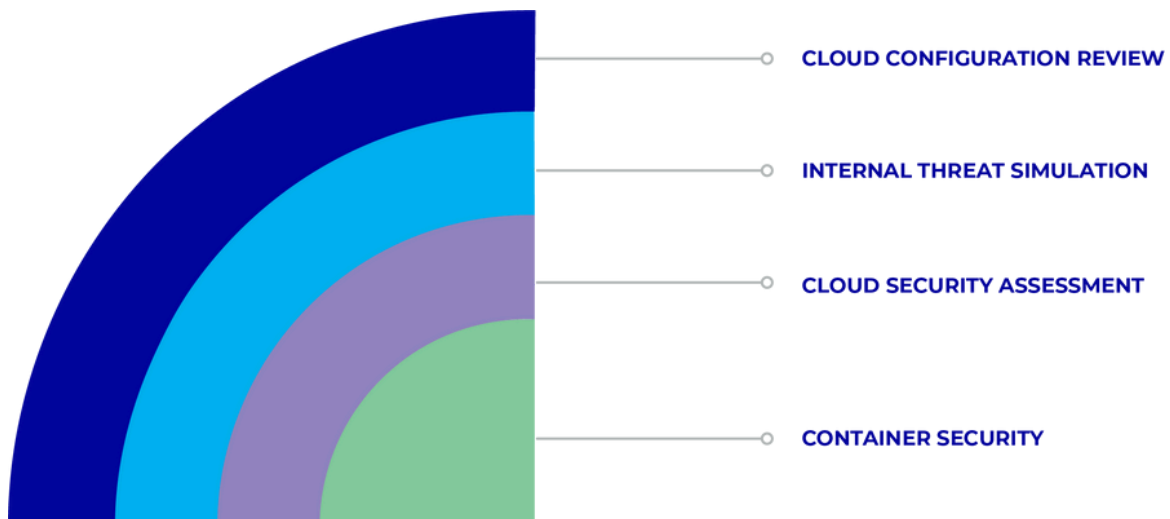 CLOUD CONFIGURATION REVIEW
INTERNAL THREAT SIMULATION
CLOUD SECURITY ASSESSMENT
CONTAINER SECURITY